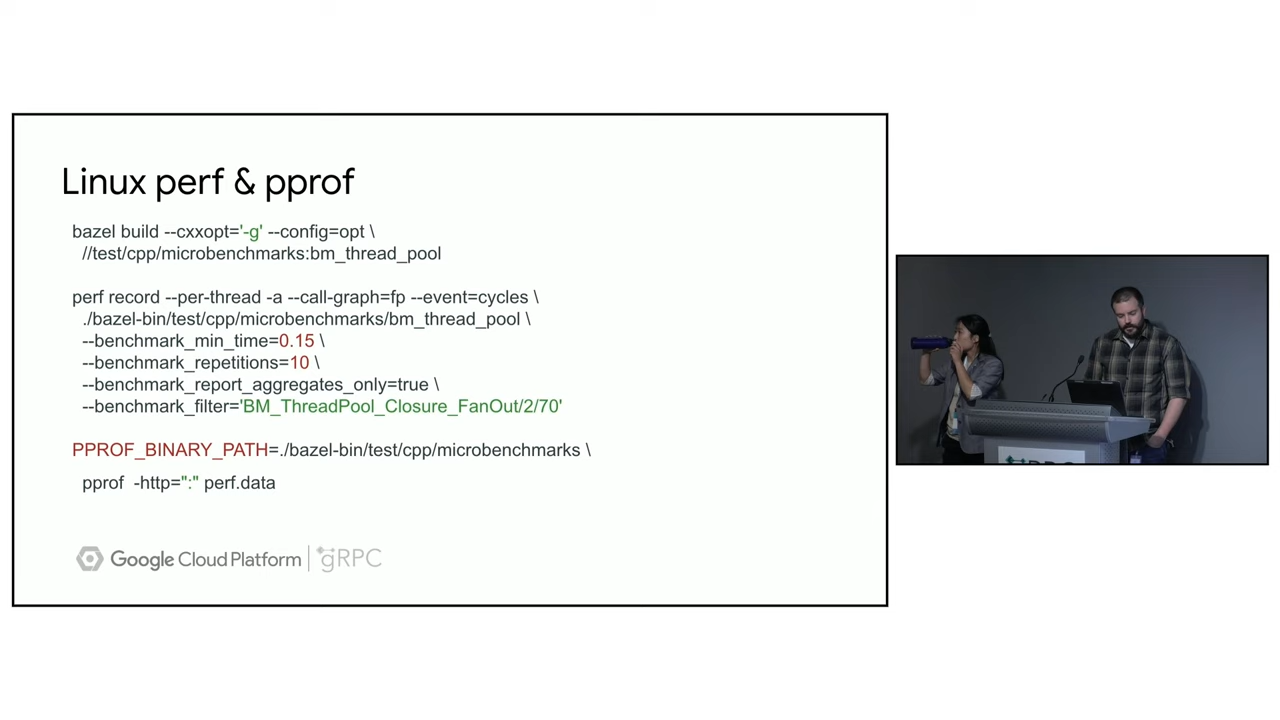 Linux perf & pprof
bazel build --cxxopt='-g' --config=opt \
//test/cpp/microbenchmarks:bm_thread_pool
perf record --per-thread -a --call-graph=fp --event=cycles \
./bazel-bin/test/cpp/microbenchmarks/bm_thread_pool \
--benchmark_min_time=0.15 \
--benchmark_repetitions=10 \
--benchmark_report_aggregates_only=true \
--benchmark_filter='BM_ThreadPool_Closure_FanOut/2/70'
PPROF_BINARY_PATH=./bazel-bin/test/cpp/microbenchmarks \
pprof -http=":" perf.data
Google Cloud Platform | gRPC